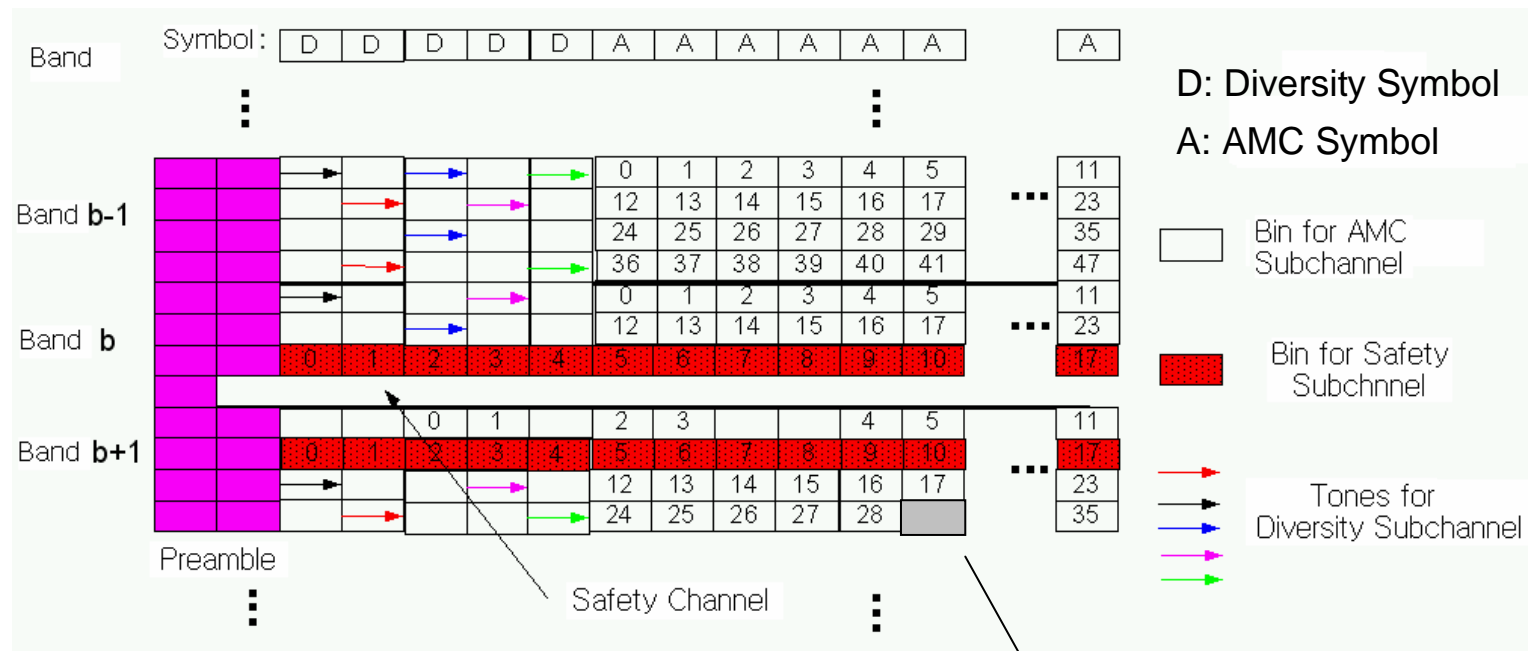 Symbol: D D D D D A A A A A A A
Band
D: Diversity Symbol
A: AMC Symbol
0 1 2 3 4 5 11
12 13 14 15 16 17 23
24 25 26 27 28 29 35
36 37 38 39 40 41 47
Band b-1
0 1 2 3 4 5 11
12 13 14 15 16 17 23
0 1 2 3 4 5 6 7 8 9 10 17
Band b
0 1 2 3 4 5 11
0 1 2 3 4 5 6 7 8 9 10 17
12 13 14 15 16 17 23
24 25 26 27 28 35
Band b+1
Bin for AMC
Subchannel
Bin for Safety
Subchnnel
Tones for
Diversity Subchannel
Preamble
Safety Channel